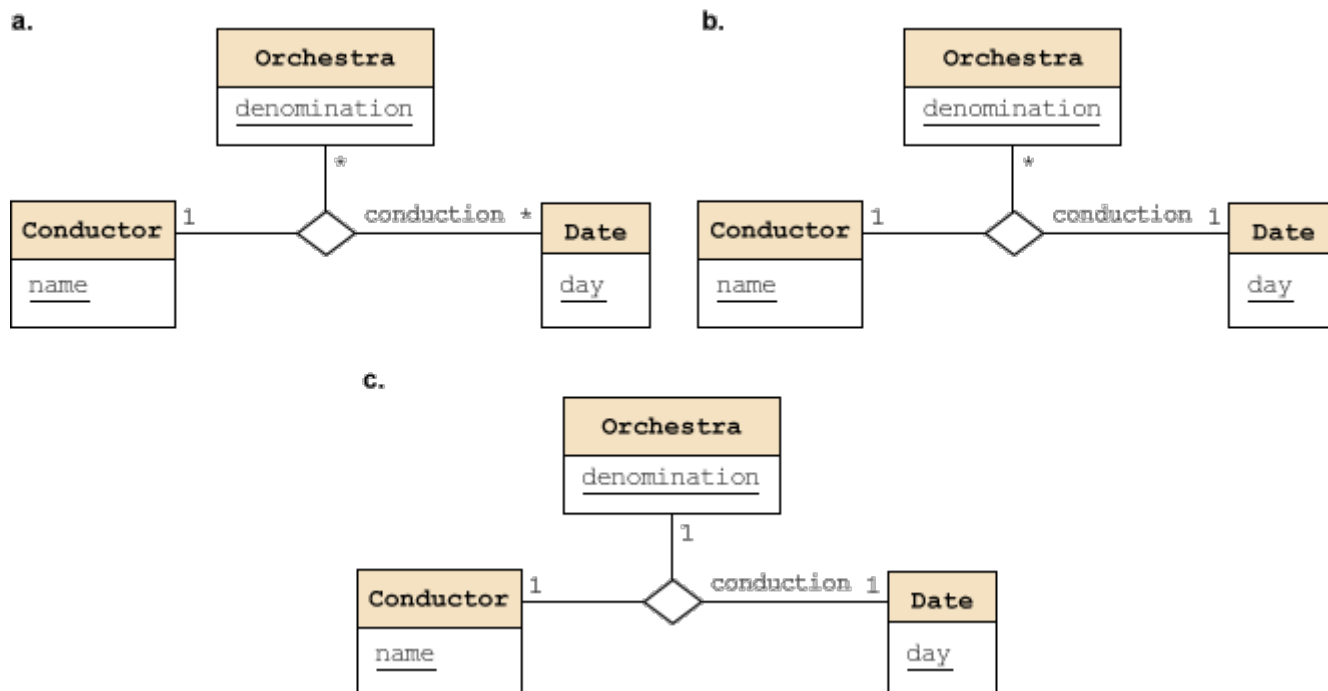 a.
Orchestra
denomination
*
Conductor
name
1
conduction *
Date
day
b.
Orchestra
denomination
*
Conductor
name
1
conduction 1
Date
day
c.
Orchestra
denomination
1
Conductor
name
1
conduction 1
Date
day